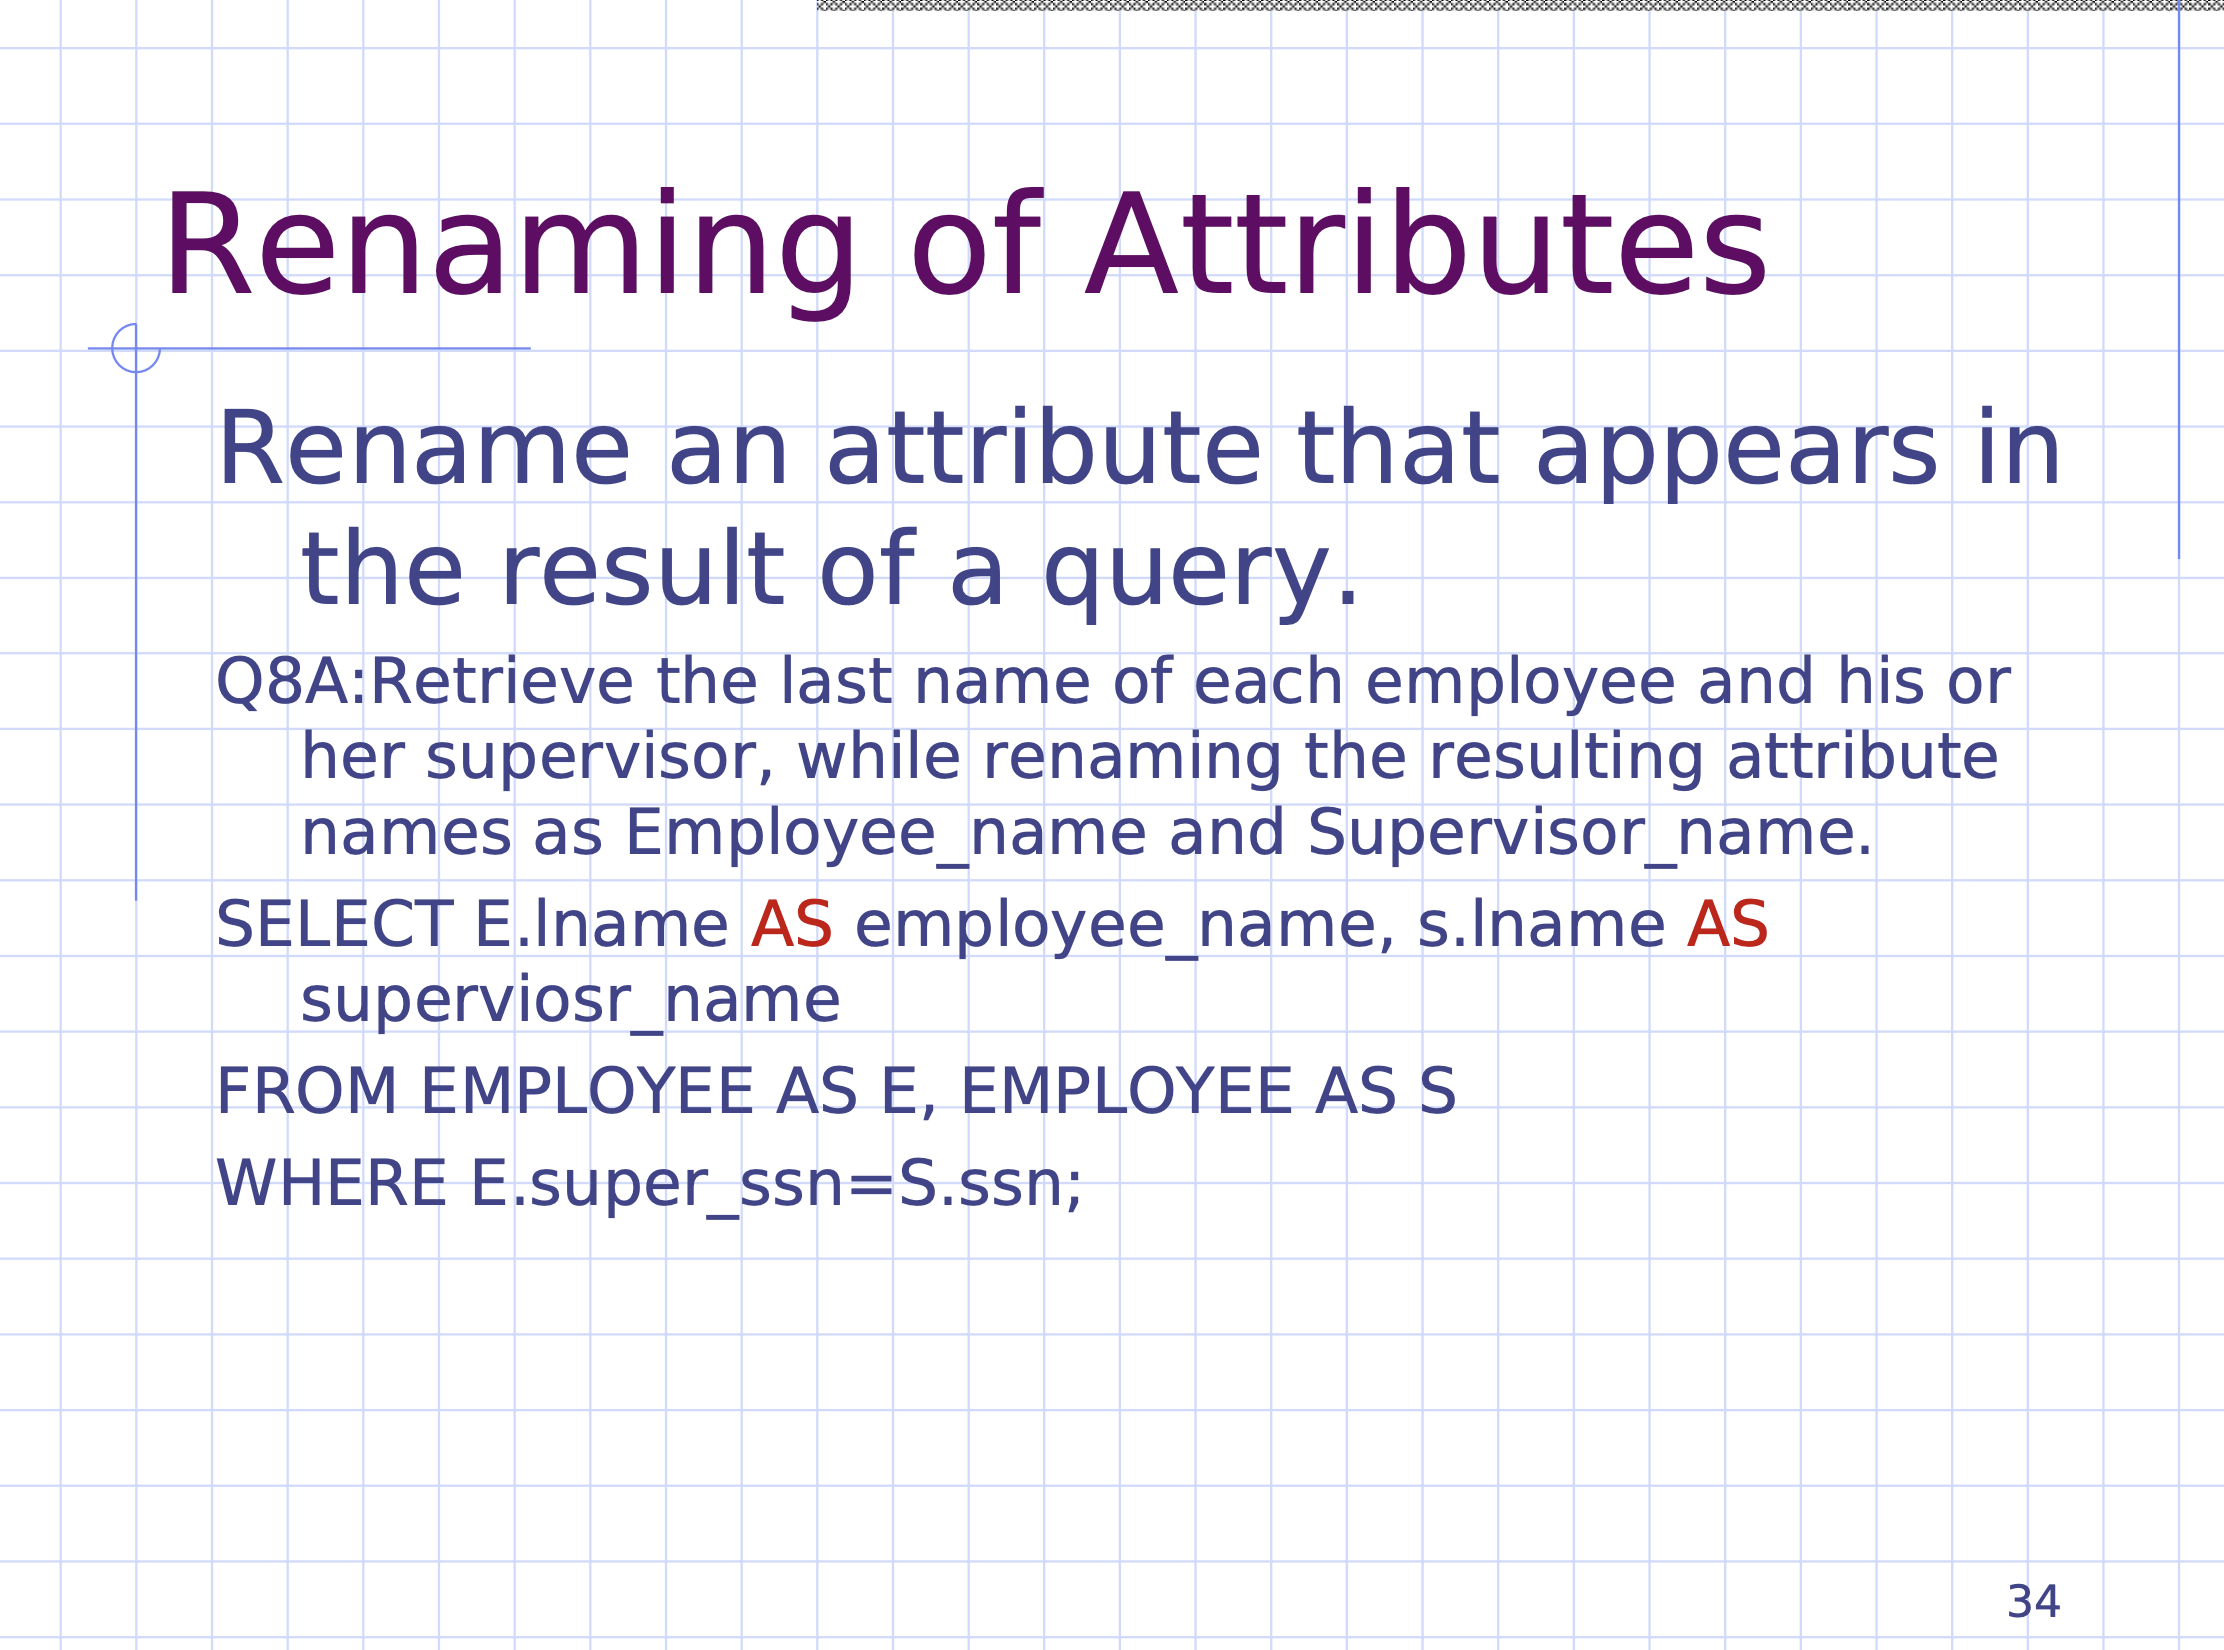 Renaming of Attributes
Rename an attribute that appears in
the result of a query.
Q8A:Retrieve the last name of each employee and his or
her supervisor, while renaming the resulting attribute
names as Employee_name and Supervisor_name.
SELECT E.lname AS employee_name, s.lname AS
superviosr_name
FROM EMPLOYEE AS E, EMPLOYEE AS S
WHERE E.super_ssn=S.ssn;
34